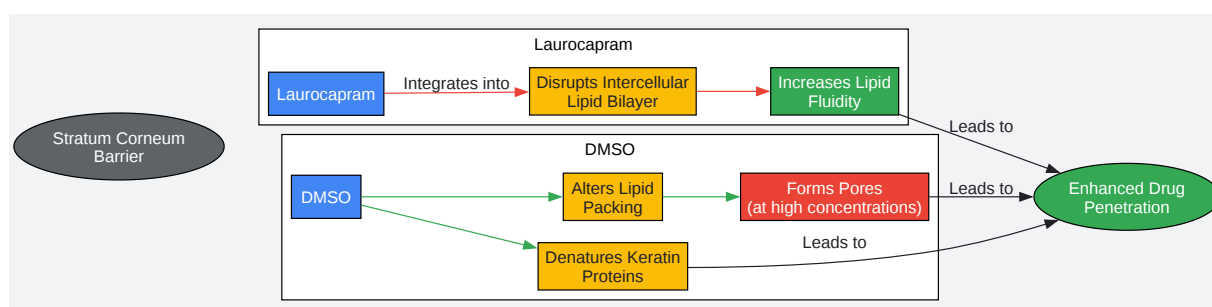 Laurocapram
Laurocapram
Integrates into
Disrupts Intercellular
Lipid Bilayer
Increases Lipid
Fluidity
Leads to
Stratum Corneum
Barrier
DMSO
DMSO
Alters Lipid
Packing
Forms Pores
(at high concentrations)
Leads to
Enhanced Drug
Penetration
Denatures Keratin
Proteins
Leads to